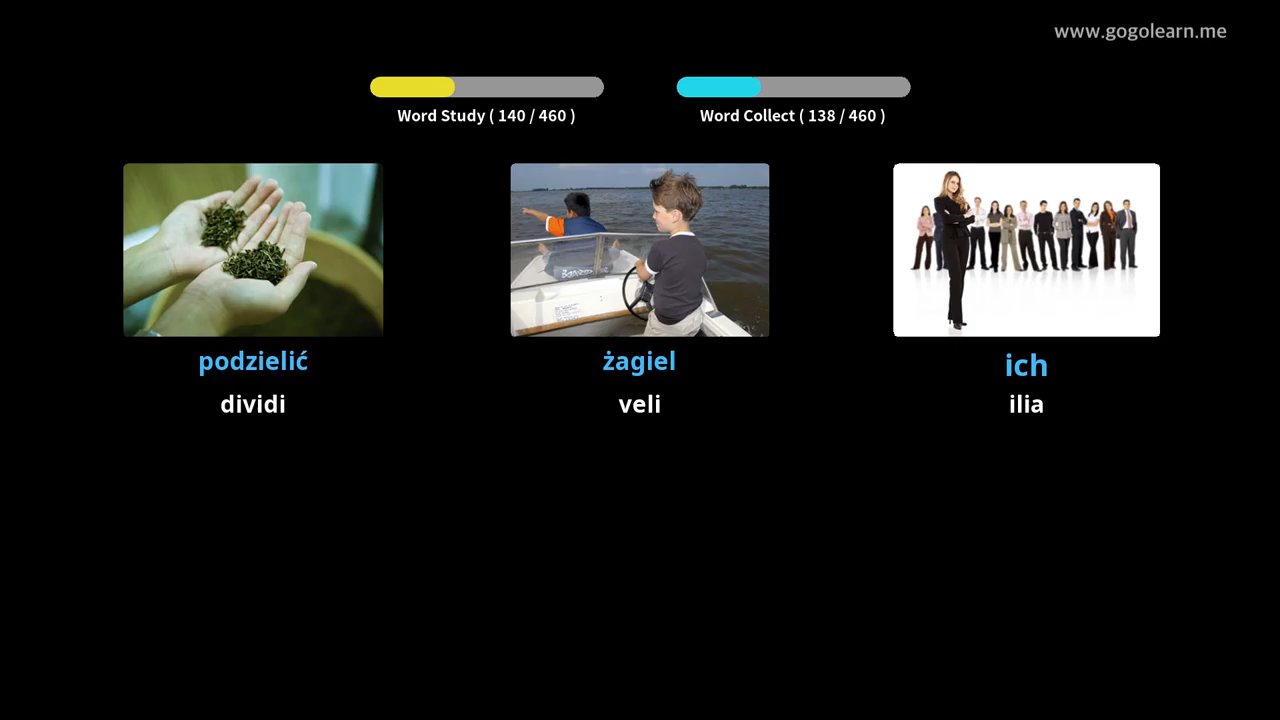 www.gogolearn.me
Word Study ( 140 / 460 )
Word Collect ( 138 / 460 )
podzielić
żagiel
ich
dividi
veli
ilia